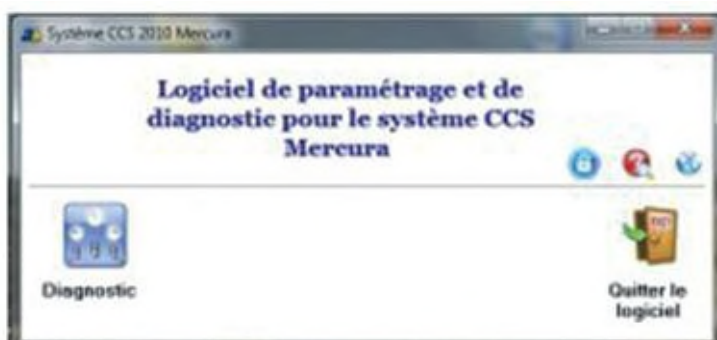 Système CCS 2010 Mercura
Logiciel de paramétrage et de
diagnostic pour le système CCS
Mercura
Diagnostic
Quitter le
logiciel